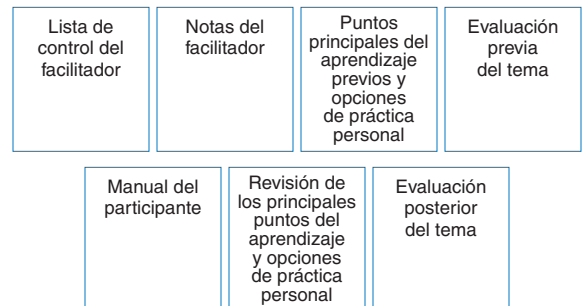 Lista de
control del
facilitador
Notas del
facilitador
Puntos
principales del
aprendizaje
previos y
opciones
de práctica
personal
Evaluación
previa
del tema
Manual del
participante
Revisión de
los principales
puntos del
aprendizaje
y opciones
de práctica
personal
Evaluación
posterior
del tema